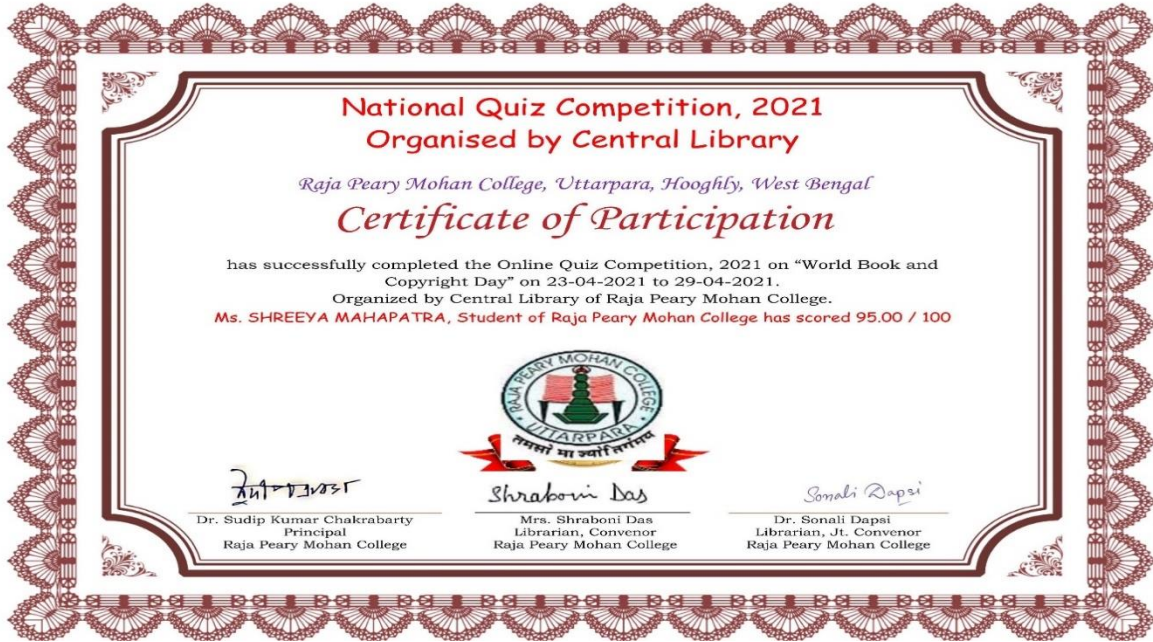 National Quiz Competition, 2021
Organised by Central Library
Raja Peary Mohan College, Uttarpara, Hooghly, West Bengal
Certificate of Participation
has successfully completed the Online Quiz Competition, 2021 on “World Book and
Copyright Day” on 23-04-2021 to 29-04-2021.
Organized by Central Library of Raja Peary Mohan College.
Ms. SHREEYA MAHAPATRA, Student of Raja Peary Mohan College has scored 95.00 / 100
RAJA PEARY MOHAN COLLEGE
UTTARPARA
तमसो मा
Shraboni Das
Sonali Dapsi
Dr. Sudip Kumar Chakrabarty
Principal
Raja Peary Mohan College
Mrs. Shraboni Das
Librarian, Convenor
Raja Peary Mohan College
Dr. Sonali Dapsi
Librarian, Jt. Convenor
Raja Peary Mohan College